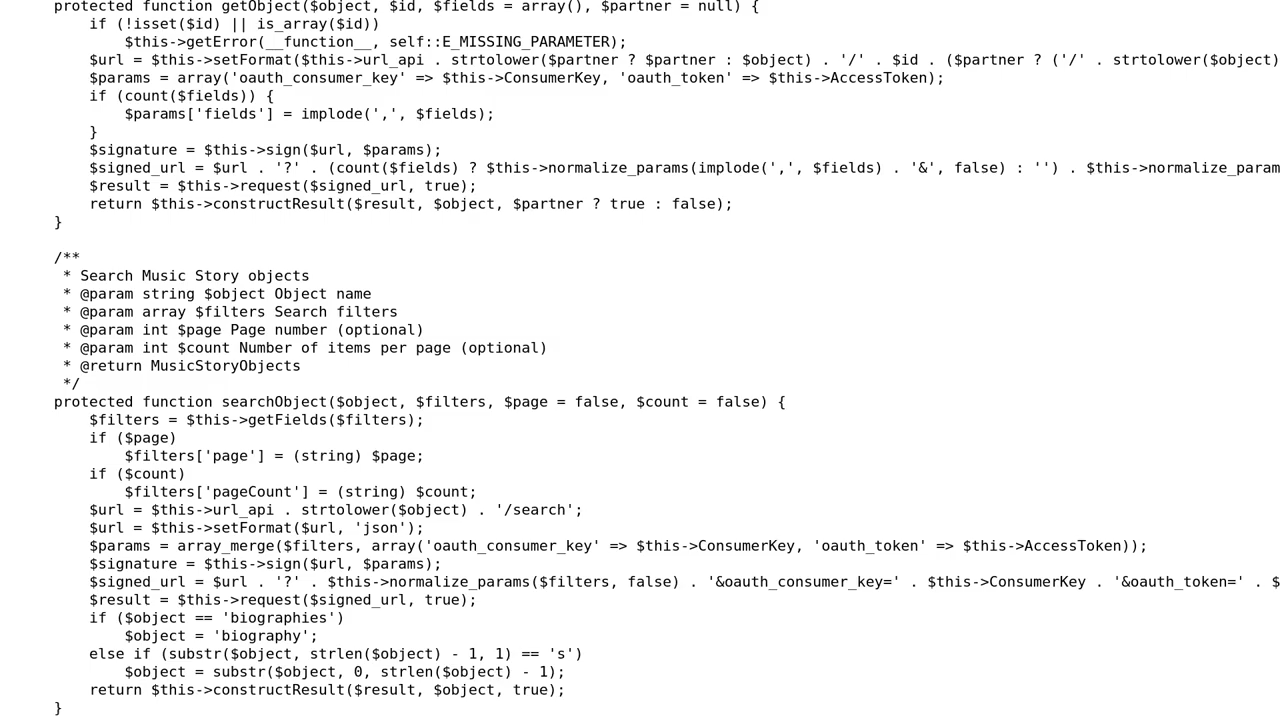 protected function getObject($object, $id, $fields = array(), $partner = null) {
if (!isset($id) || is_array($id))
$this->getError(__function__, self::E_MISSING_PARAMETER);
$url = $this->setFormat($this->url_api . strtolower($partner ? $partner : $object) . '/' . $id . ($partner ? ('/' . strtolower($object)
$params = array('oauth_consumer_key' => $this->ConsumerKey, 'oauth_token' => $this->AccessToken);
if (count($fields)) {
$params['fields'] = implode(',', $fields);
}
$signature = $this->sign($url, $params);
$signed_url = $url . '?' . (count($fields) ? $this->normalize_params(implode(',', $fields) . '&', false) : '') . $this->normalize_param
$result = $this->request($signed_url, true);
return $this->constructResult($result, $object, $partner ? true : false);
}
/**
* Search Music Story objects
* @param string $object Object name
* @param array $filters Search filters
* @param int $page Page number (optional)
* @param int $count Number of items per page (optional)
* @return MusicStoryObjects
*/
protected function searchObject($object, $filters, $page = false, $count = false) {
$filters = $this->getFields($filters);
if ($page)
$filters['page'] = (string) $page;
if ($count)
$filters['pageCount'] = (string) $count;
$url = $this->url_api . strtolower($object) . '/search';
$url = $this->setFormat($url, 'json');
$params = array_merge($filters, array('oauth_consumer_key' => $this->ConsumerKey, 'oauth_token' => $this->AccessToken));
$signature = $this->sign($url, $params);
$signed_url = $url . '?' . $this->normalize_params($filters, false) . '&oauth_consumer_key=' . $this->ConsumerKey . '&oauth_token=' . $
$result = $this->request($signed_url, true);
if ($object == 'biographies')
$object = 'biography';
else if (substr($object, strlen($object) - 1, 1) == 's')
$object = substr($object, 0, strlen($object) - 1);
return $this->constructResult($result, $object, true);
}